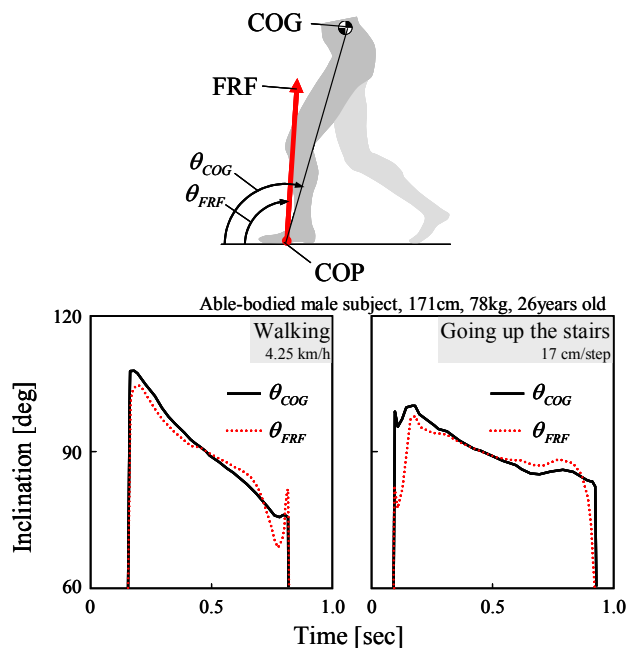 COG
FRF
θCOG
θFRF
COP
Able-bodied male subject, 171cm, 78kg, 26years old
120
Walking
4.25 km/h
Going up the stairs
17 cm/step
θCOG
θFRF
θCOG
θFRF
Inclination [deg]
90
60
0
0.5
1.0
0
0.5
1.0
Time [sec]